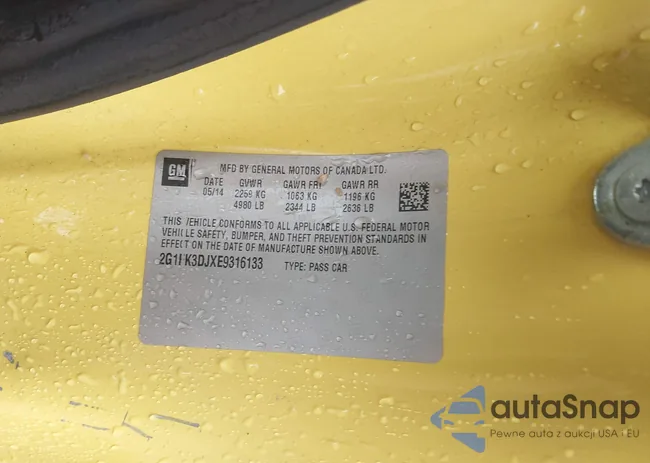 GM
MFD BY GENERAL MOTORS OF CANADA LTD.
DATE GVWR GAWR FRT GAWR RR
05/14 2259 KG 1063 KG 1196 KG
4980 LB 2344 LB 2636 LB
THIS VEHICLE CONFORMS TO ALL APPLICABLE U.S. FEDERAL MOTOR
VEHICLE SAFETY, BUMPER, AND THEFT PREVENTION STANDARDS
IN EFFECT ON THE DATE OF MANUFACTURE SHOWN ABOVE.
TYPE: PASS CAR
autaSnap
Pewne auta z aukcji USA i EU